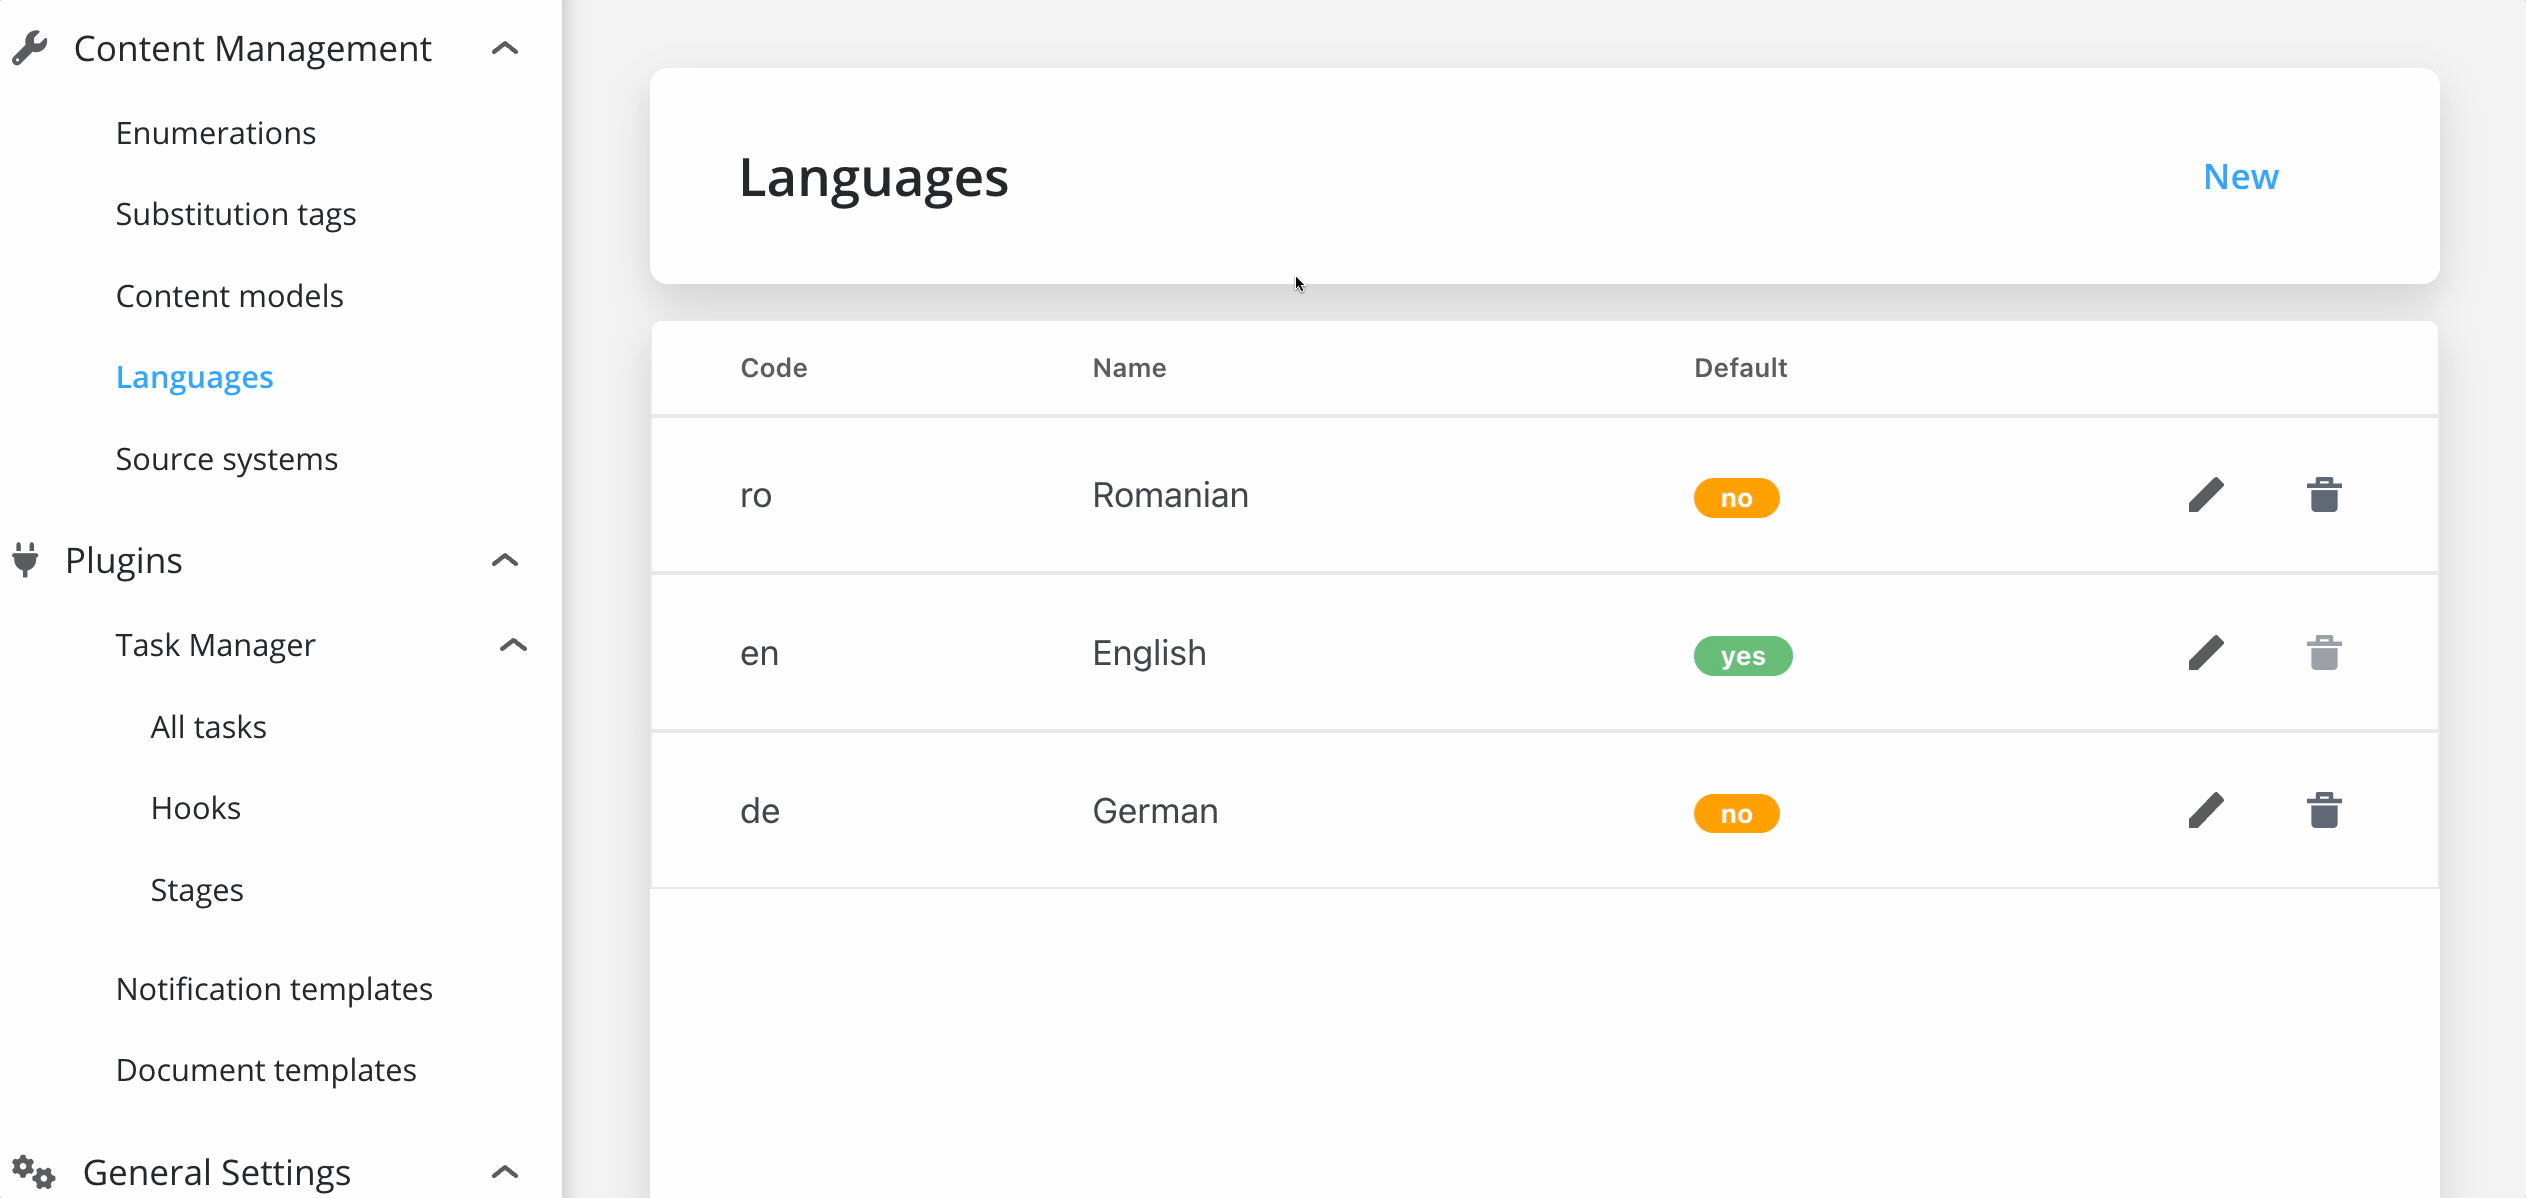 Content Management
Enumerations
Substitution tags
Content models
Languages
Source systems
Plugins
Task Manager
All tasks
Hooks
Stages
Notification templates
Document templates
General Settings
Languages New
Code Name Default
ro Romanian no
en English yes
de German no